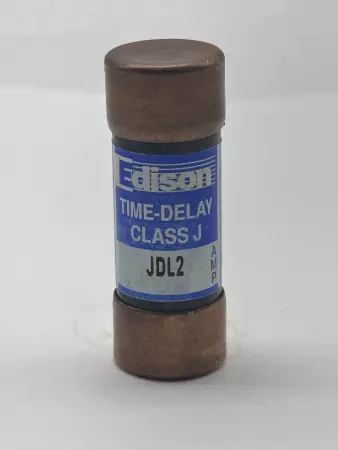 Edison
TIME-DELAY
CLASS J
JDL2
AMP